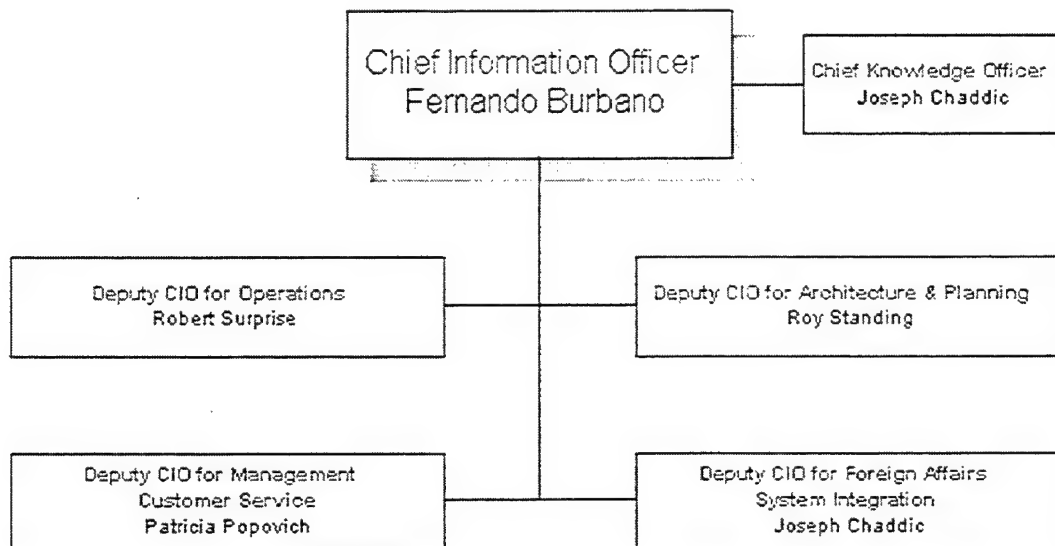 Chief Information Officer
Fernando Burbano
Chief Knowledge Officer
Joseph Chaddic
Deputy CIO for Operations
Robert Surprise
Deputy CIO for Architecture & Planning
Roy Standing
Deputy CIO for Management
Customer Service
Patricia Popovich
Deputy CIO for Foreign Affairs
System Integration
Joseph Chaddic